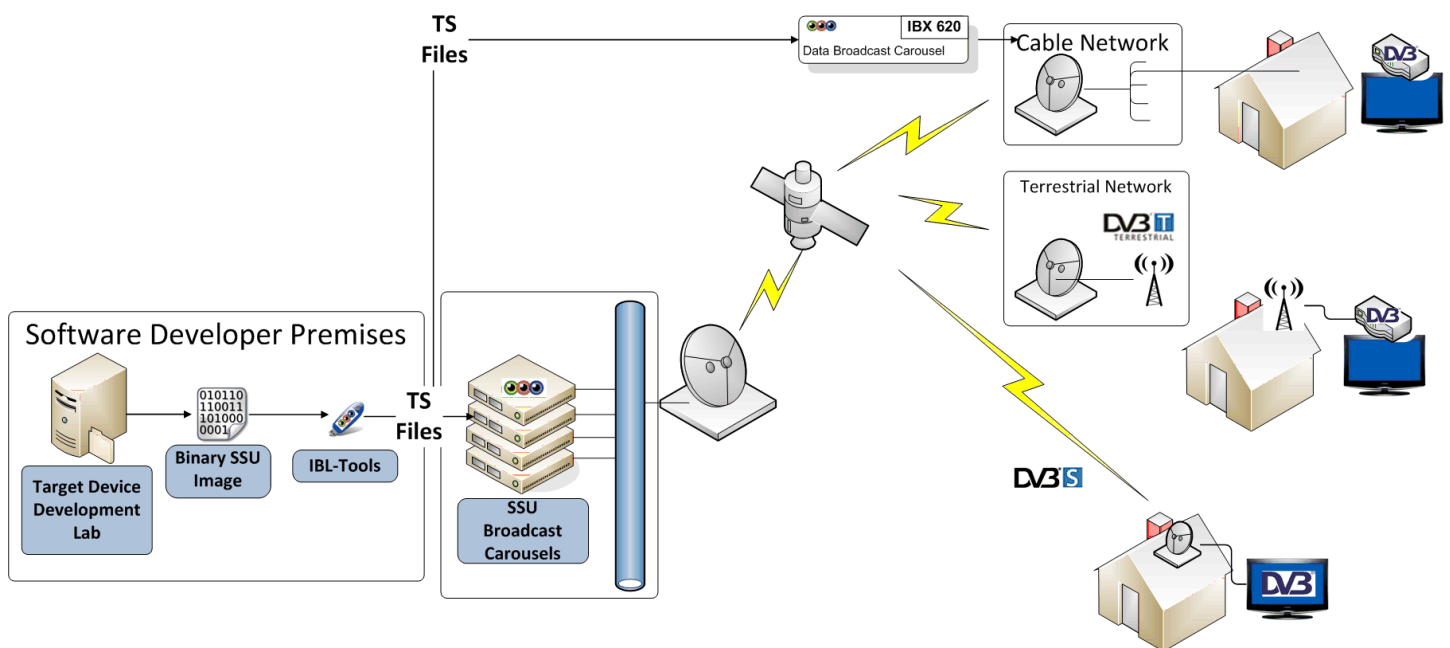 TS
Files
IBX 620
Data Broadcast Carousel
Cable Network
DVB
Terrestrial Network
DVB T
TERRESTRIAL
DVB
Software Developer Premises
010110
110011
101000
0001
TS
Files
Target Device
Development
Lab
Binary SSU
Image
IBL-Tools
SSU
Broadcast
Carousels
DVB S
DVB